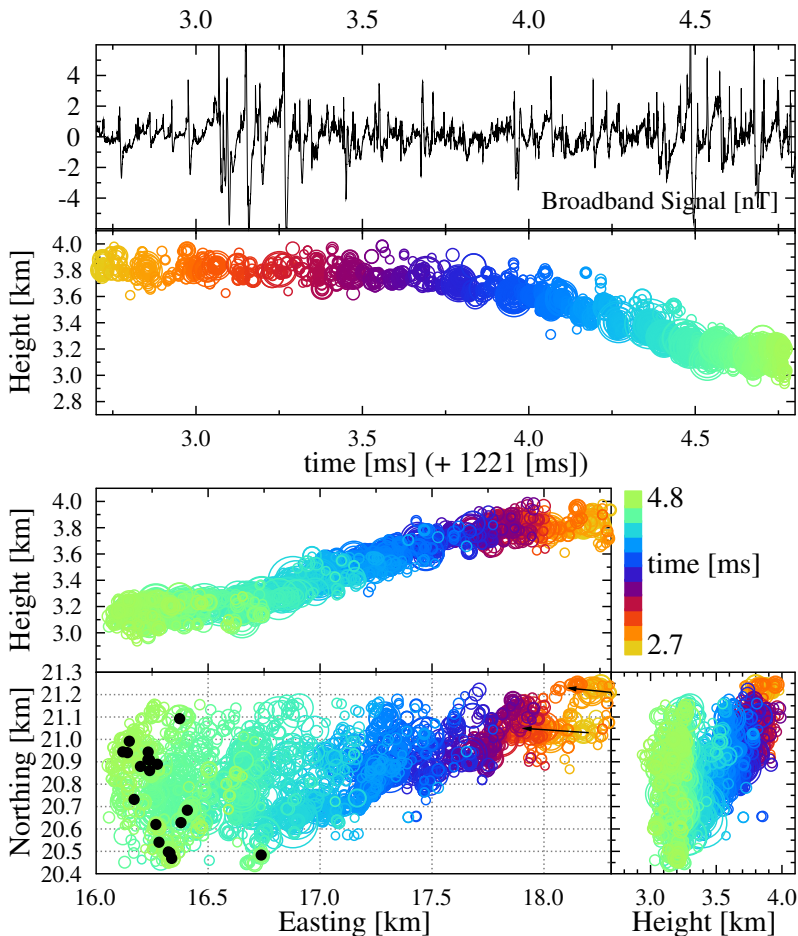 3.0 3.5 4.0 4.5
6
4
2
0
-2
-4
Broadband Signal [nT]
4.0
3.8
3.6
3.4
3.2
3.0
2.8
Height [km]
3.0 3.5 4.0 4.5
time [ms] (+ 1221 [ms])
4.0
3.8
3.6
3.4
3.2
3.0
Height [km]
4.8
time [ms]
2.7
21.3
21.2
21.1
21.0
20.9
20.8
20.7
20.6
20.5
20.4
Northing [km]
16.0 16.5 17.0 17.5 18.0
Easting [km]
3.0 3.5 4.0
Height [km]